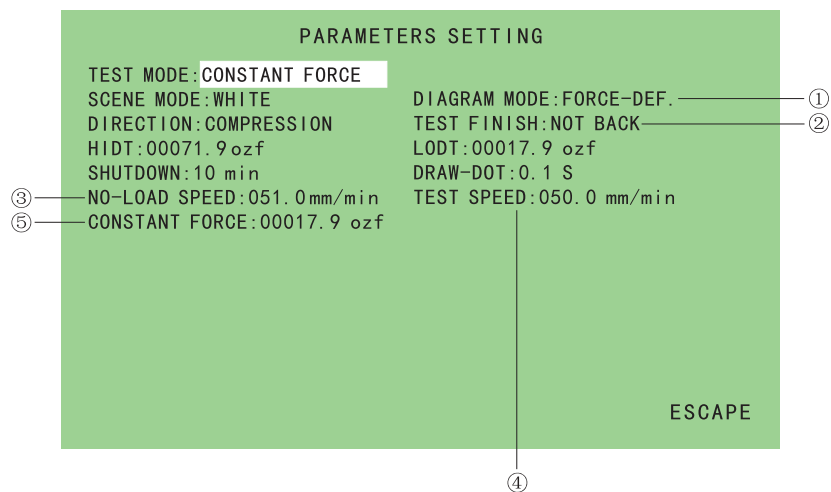 PARAMETERS SETTING
TEST MODE:CONSTANT FORCE
SCENE MODE:WHITE DIAGRAM MODE:FORCE-DEF. ①
DIRECTION:COMPRESSION TEST FINISH:NOT BACK ②
HIDT:00071.9ozf LODT:00017.9 ozf
SHUTDOWN:10 min DRAW-DOT:0.1 S
③ NO-LOAD SPEED:051.0mm/min TEST SPEED:050.0 mm/min
⑤ CONSTANT FORCE:00017.9 ozf
ESCAPE
④